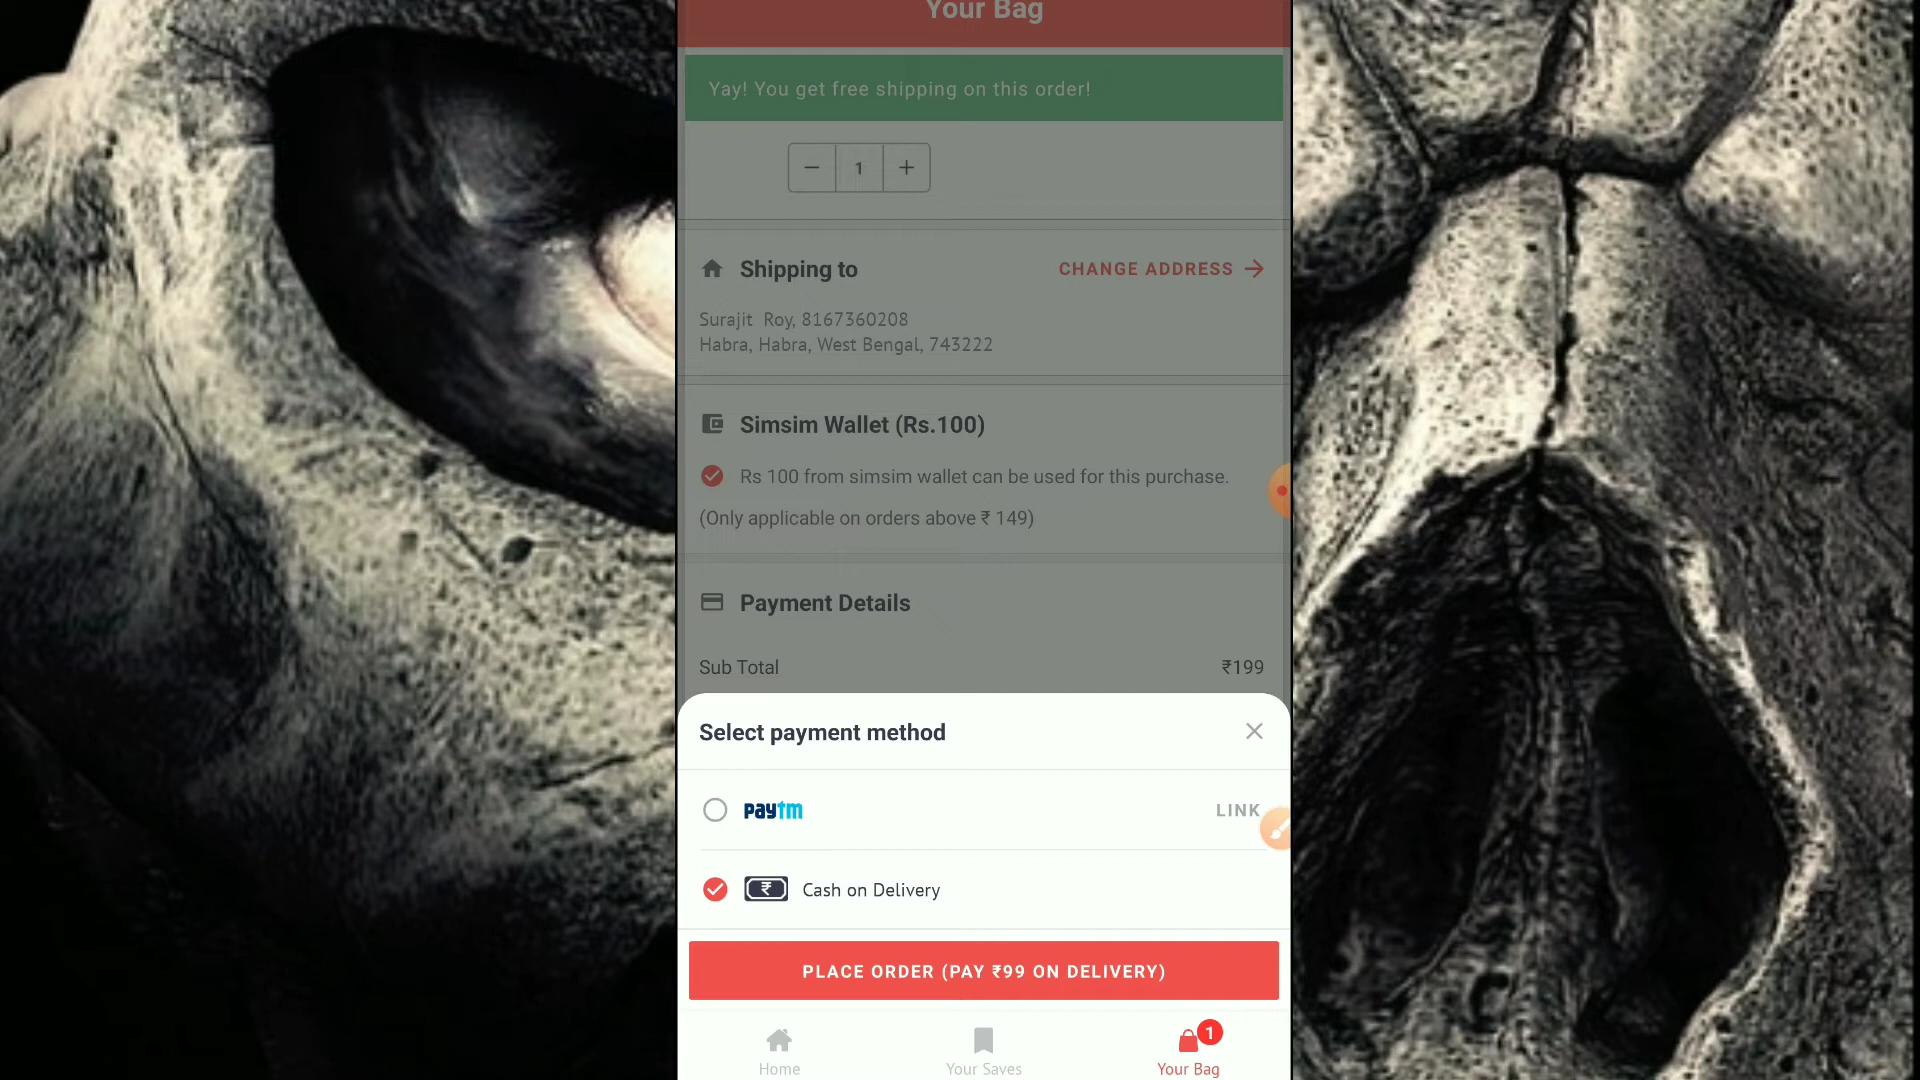 Your Bag
Yay! You get free shipping on this order!
− 1 +
Shipping to
CHANGE ADDRESS
Surajit Roy, 8167360208
Habra, Habra, West Bengal, 743222
Simsim Wallet (Rs.100)
Rs 100 from simsim wallet can be used for this purchase.
(Only applicable on orders above ₹ 149)
Payment Details
Sub Total ₹199
Select payment method
paytm LINK
₹ Cash on Delivery
PLACE ORDER (PAY ₹99 ON DELIVERY)
1
Home Your Saves Your Bag